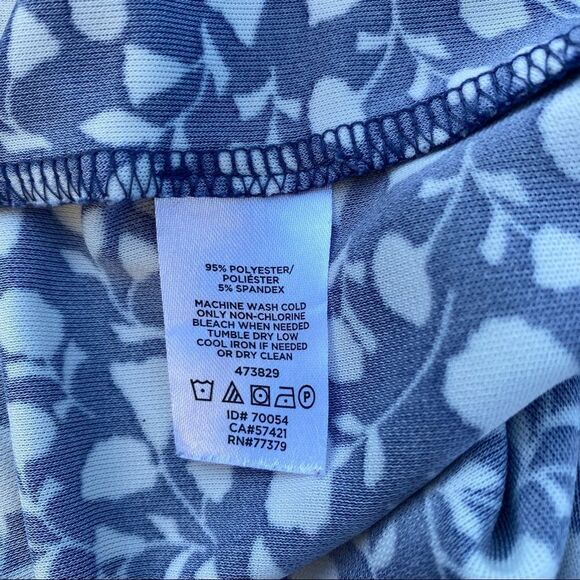 95% POLYESTER/
POLIÉSTER
5% SPANDEX
MACHINE WASH COLD
ONLY NON-CHLORINE
BLEACH WHEN NEEDED
TUMBLE DRY LOW
COOL IRON IF NEEDED
OR DRY CLEAN
473829
P
ID# 70054
CA#57421
RN#77379